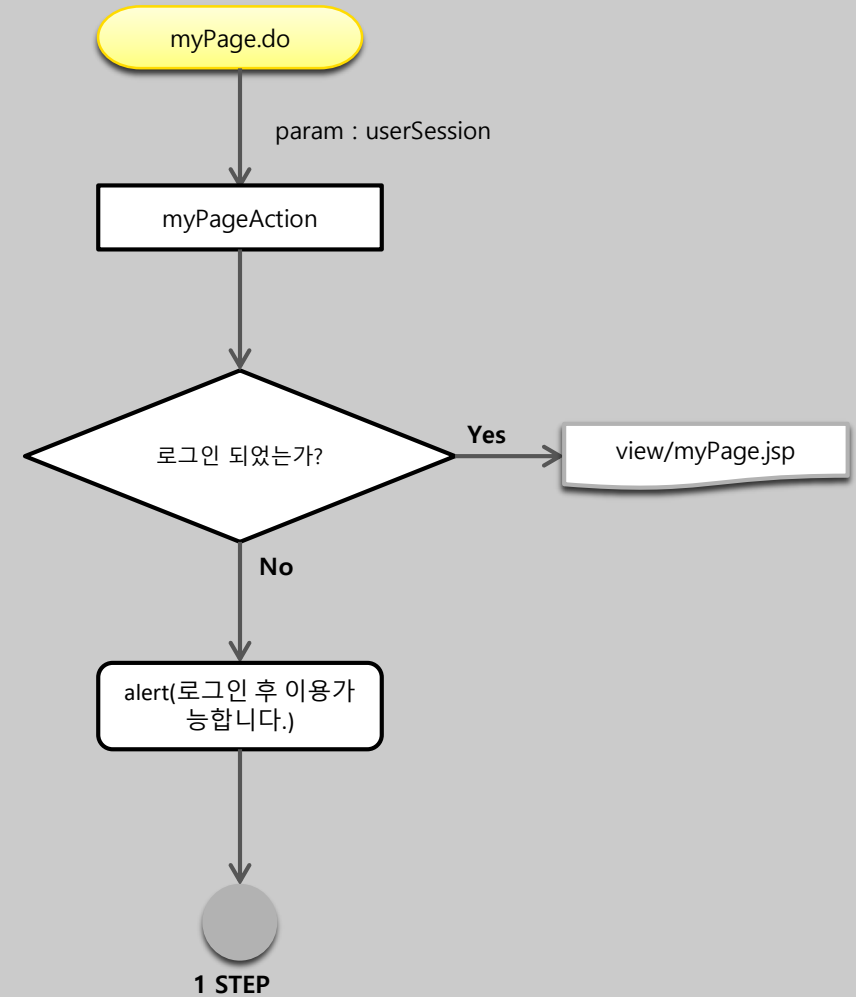 myPage.do
param : userSession
myPageAction
로그인 되었는가?
Yes
view/myPage.jsp
No
alert(로그인 후 이용가
능합니다.)
1 STEP